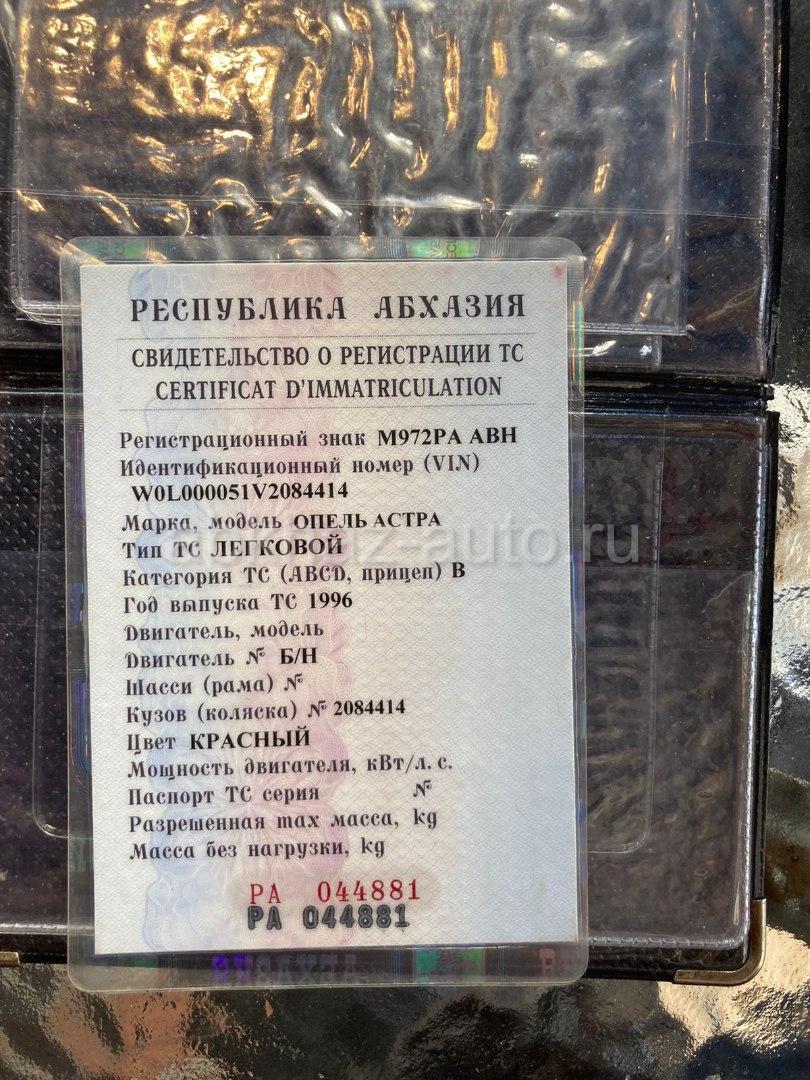 РЕСПУБЛИКА АБХАЗИЯ
СВИДЕТЕЛЬСТВО О РЕГИСТРАЦИИ ТС
CERTIFICAT D'IMMATRICULATION
Регистрационный знак М972РА АВН
Идентификационный номер (VIN)
W0L000051V2084414
Марка, модель ОПЕЛЬ АСТРА
Тип ТС ЛЕГКОВОЙ
Категория ТС (ABCD, прицеп) В
Год выпуска ТС 1996
Двигатель, модель
Двигатель № Б/Н
Шасси (рама) №
Кузов (коляска) № 2084414
Цвет КРАСНЫЙ
Мощность двигателя, кВт/л. с.
Паспорт ТС серия №
Разрешенная max масса, kg
Масса без нагрузки, kg
РА 044881
РА 044881